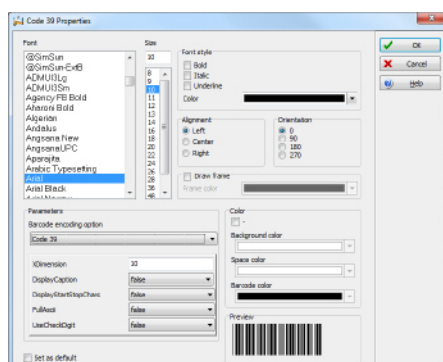 Code 39 Properties
Font
@SimSun
@SimSun-ExtB
ADMUI3Lg
ADMUI3Sm
Agency FB Bold
Aharoni Bold
Algerian
Andalus
Angsana New
AngsanaUPC
Aparajita
Arabic Typesetting
Arial
Arial Black
Arial Narrow
Size
10
8
9
10
11
12
13
14
16
18
20
22
24
26
28
36
48
Font style
Bold
Italic
Underline
Color
Alignment
Left
Center
Right
Orientation
0
90
180
270
Draw frame
Frame color
OK
Cancel
Help
Parameters
Barcode encoding option
Code 39
XDimension 10
DisplayCaption False
DisplayStartStopChars False
FullAscii False
UseCheckDigit False
Color
-
Background color
Space color
Barcode color
Preview
Set as default